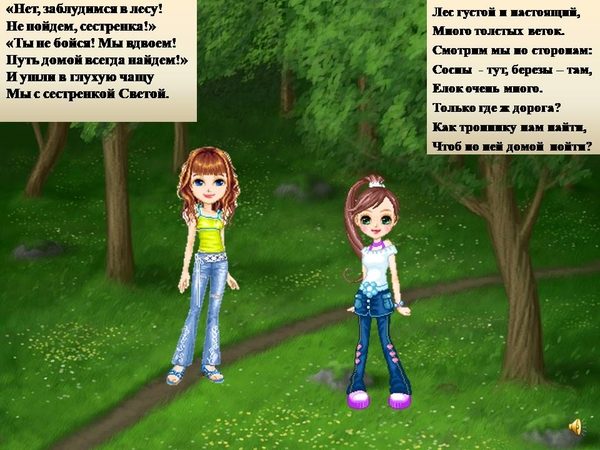 «Нет, заблудимся в лесу!
Не пойдем, сестренка!»
«Ты не бойся! Мы вдвоем!
Путь домой всегда найдем!»
И ушли в глухую чащу
Мы с сестренкой Светой.
Лес густой и настоящий,
Много толстых веток.
Смотрим мы по сторонам:
Сосны - тут, березы – там,
Елок очень много.
Только где ж дорога?
Как тропинку нам найти,
Чтоб по ней домой пойти?